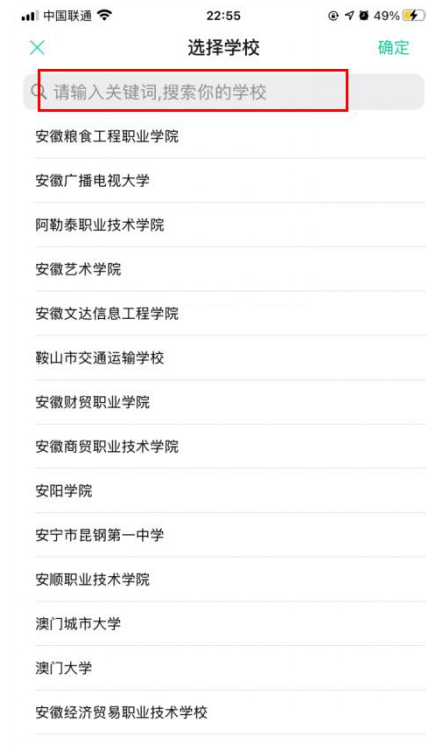 中国联通 22:55 49%
选择学校 确定
请输入关键词,搜索你的学校
安徽粮食工程职业学院
安徽广播电视大学
阿勒泰职业技术学院
安徽艺术学院
安徽文达信息工程学院
鞍山市交通运输学校
安徽财贸职业学院
安徽商贸职业技术学院
安阳学院
安宁市昆钢第一中学
安顺职业技术学院
澳门城市大学
澳门大学
安徽经济贸易职业技术学校